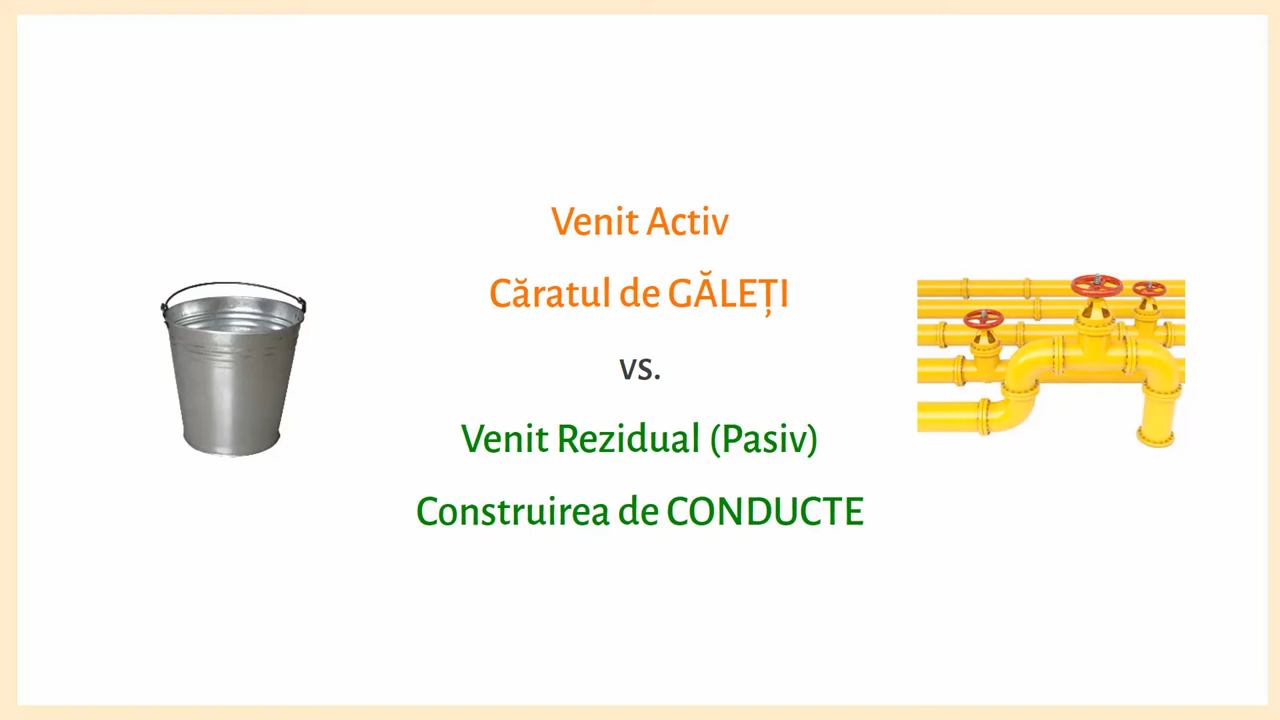 Venit Activ
Căratul de GĂLEȚI
vs.
Venit Rezidual (Pasiv)
Construirea de CONDUCTE